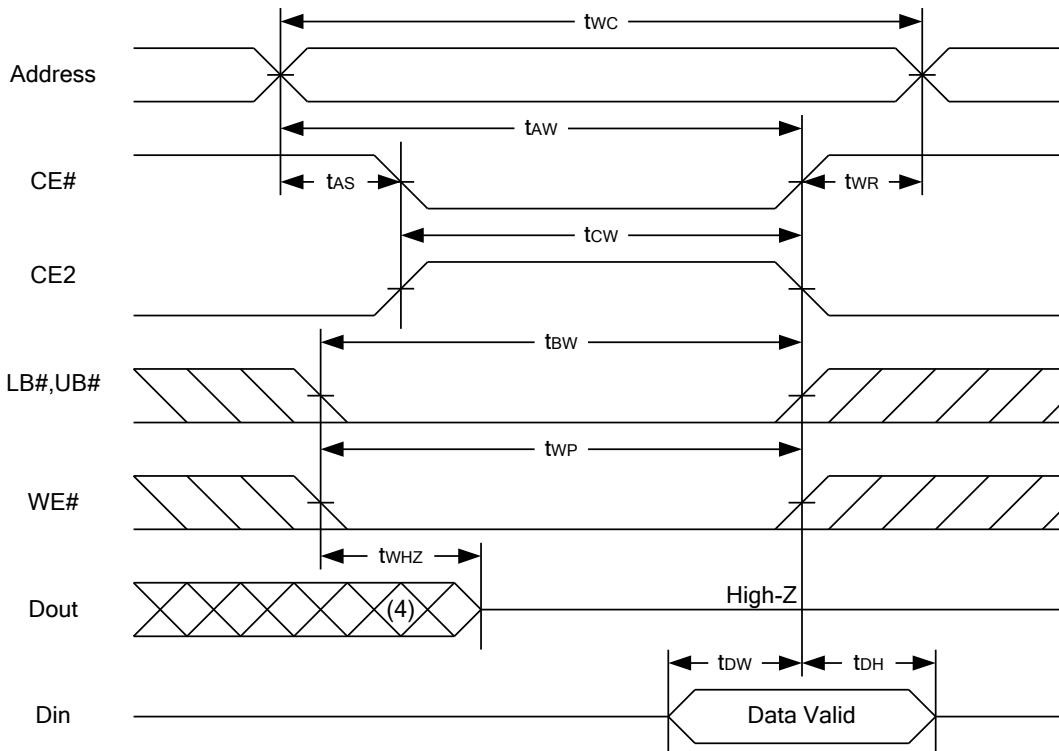 tWC
Address
tAW
CE#
tAS
tWR
tCW
CE2
tBW
LB#,UB#
tWP
WE#
tWHZ
Dout
(4)
High-Z
tDW
tDH
Din
Data Valid